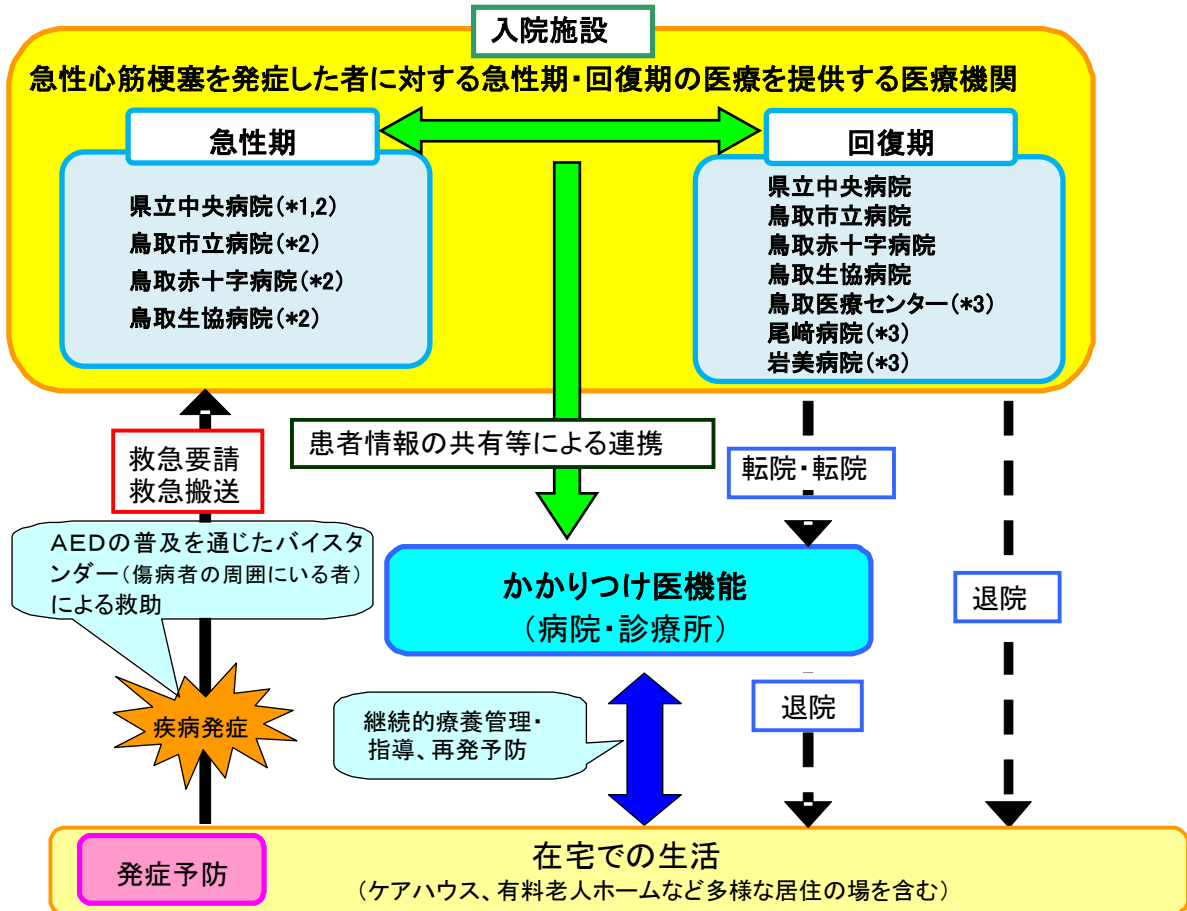 入院施設
急性心筋梗塞を発症した者に対する急性期・回復期の医療を提供する医療機関
急性期
県立中央病院(*1,2)
鳥取市立病院(*2)
鳥取赤十字病院(*2)
鳥取生協病院(*2)
回復期
県立中央病院
鳥取市立病院
鳥取赤十字病院
鳥取生協病院
鳥取医療センター(*3)
尾﨑病院(*3)
岩美病院(*3)
救急要請
救急搬送
患者情報の共有等による連携
転院・転院
AEDの普及を通じたバイスタ
ンダー(傷病者の周囲にいる者)
による救助
かかりつけ医機能
(病院・診療所)
退院
疾病発症
継続的療養管理・
指導、再発予防
退院
発症予防
在宅での生活
(ケアハウス、有料老人ホームなど多様な居住の場を含む)